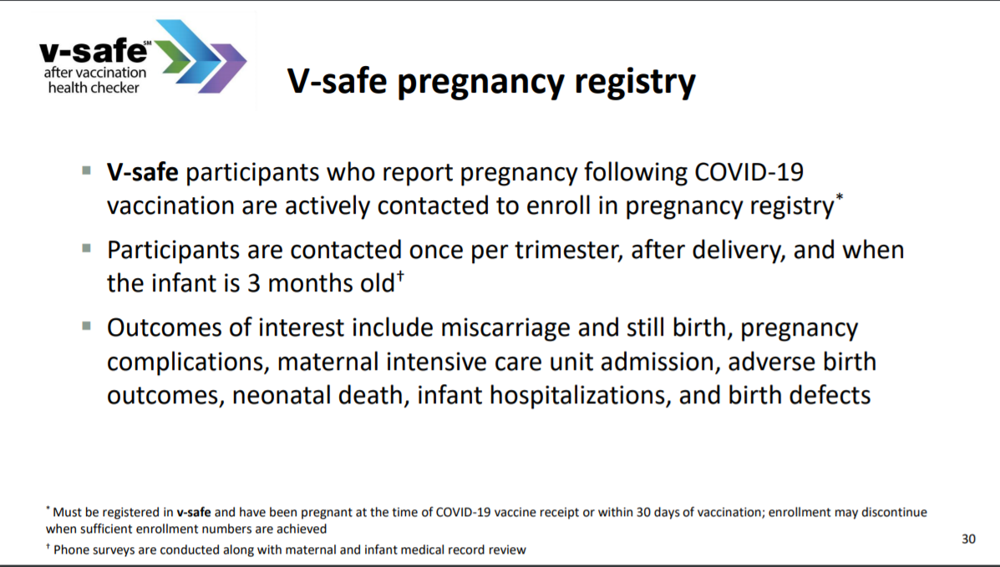 v-safe℠
after vaccination
health checker
V-safe pregnancy registry
▪ V-safe participants who report pregnancy following COVID-19
vaccination are actively contacted to enroll in pregnancy registry*
▪ Participants are contacted once per trimester, after delivery, and when
the infant is 3 months old†
▪ Outcomes of interest include miscarriage and still birth, pregnancy
complications, maternal intensive care unit admission, adverse birth
outcomes, neonatal death, infant hospitalizations, and birth defects
* Must be registered in v-safe and have been pregnant at the time of COVID-19 vaccine receipt or within 30 days of vaccination; enrollment may discontinue
when sufficient enrollment numbers are achieved
† Phone surveys are conducted along with maternal and infant medical record review
30